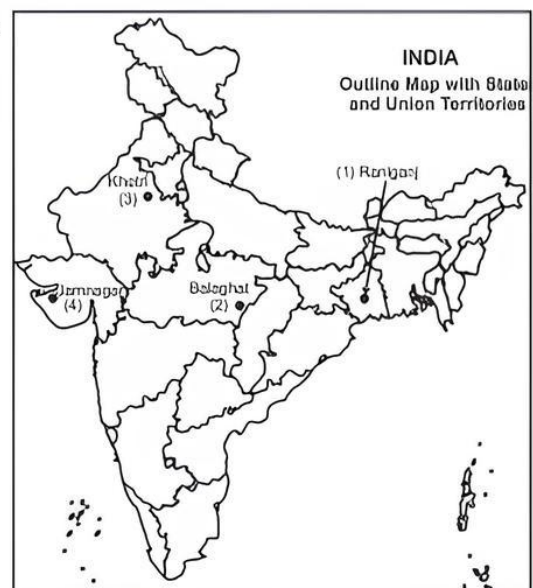 INDIA
Outline Map with State
and Union Territories
(1) Raniganj
Khetri
(3)
Jamnagar
(4)
Balaghat
(2)